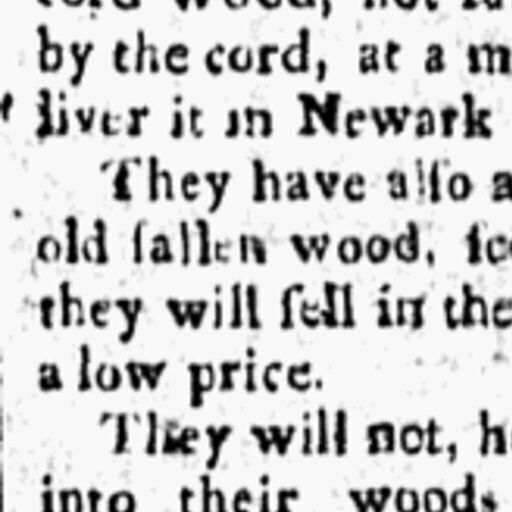 by the cord, at a m
liver it in Newark
They have alſo a
old fallen wood,
they will ſell in the
a low price.
They will not, h
into their woods